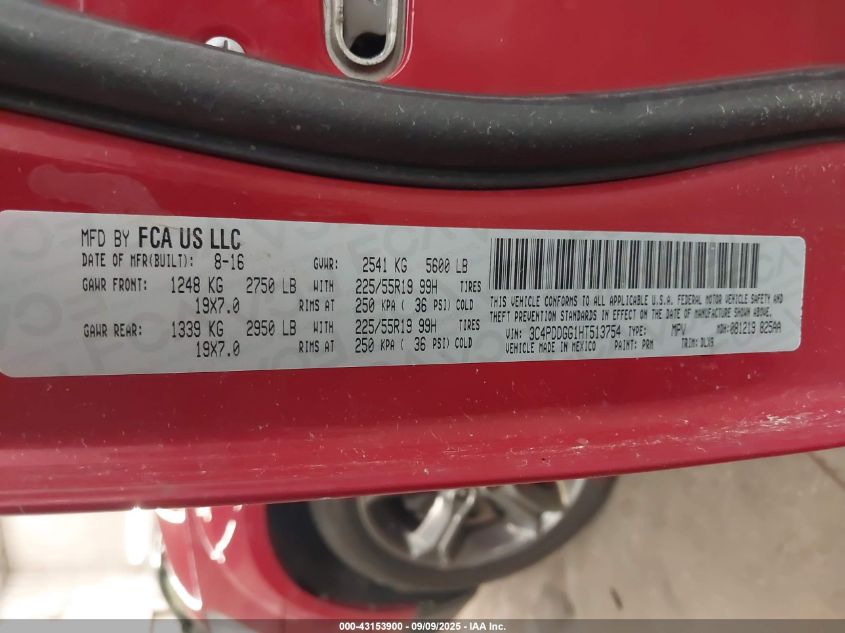 MFD BY FCA US LLC
DATE OF MFR(BUILT): 8-16 GVWR: 2541 KG 5600 LB
GAWR FRONT: 1248 KG 2750 LB WITH 225/55R19 99H TIRES
19X7.0 RIMS AT 250 KPA ( 36 PSI) COLD
GAWR REAR: 1339 KG 2950 LB WITH 225/55R19 99H TIRES
19X7.0 RIMS AT 250 KPA ( 36 PSI) COLD
THIS VEHICLE CONFORMS TO ALL APPLICABLE U.S.A. FEDERAL MOTOR VEHICLE SAFETY AND
THEFT PREVENTION STANDARDS IN EFFECT ON THE DATE OF MANUFACTURE SHOWN ABOVE.
VIN: 3C4PDDGG1HT513754 TYPE: MPV MDH: 081219 825AA
VEHICLE MADE IN MEXICO PAINT: PRM TRIM: DLX9
000-43153900 - 09/09/2025 - IAA Inc.